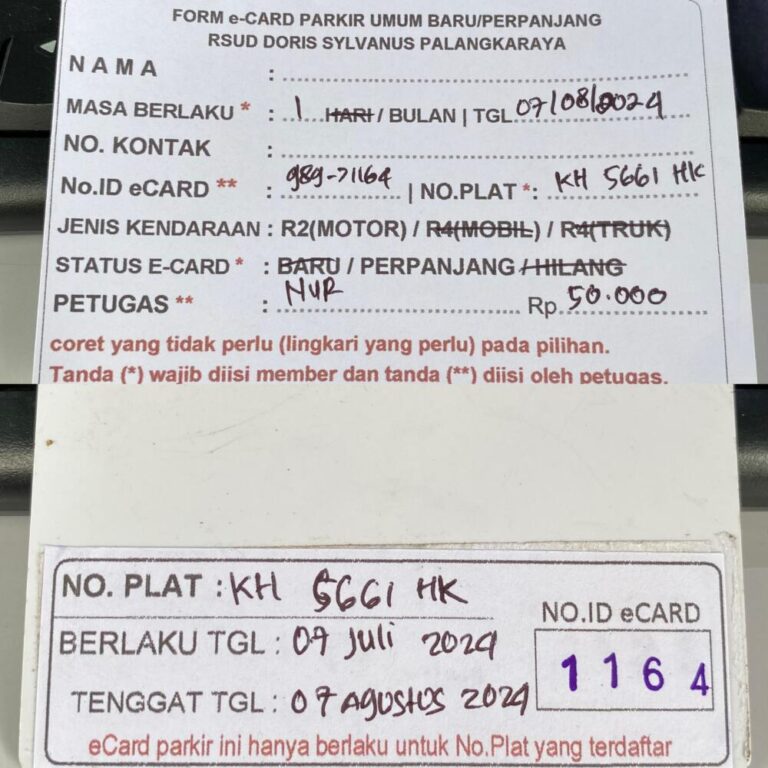 FORM e-CARD PARKIR UMUM BARU/PERPANJANG
RSUD DORIS SYLVANUS PALANGKARAYA
NAMA :
MASA BERLAKU * : 1 HARI / BULAN | TGL 07/08/2024
NO. KONTAK :
No.ID eCARD ** : 989-71164 | NO.PLAT *: KH 5661 HK
JENIS KENDARAAN : R2(MOTOR) / R4(MOBIL) / R4(TRUK)
STATUS E-CARD * : BARU / PERPANJANG / HILANG
PETUGAS ** : NUR Rp. 50.000
coret yang tidak perlu (lingkari yang perlu) pada pilihan.
Tanda (*) wajib diisi member dan tanda (**) diisi oleh petugas.
NO. PLAT : KH 5661 HK
BERLAKU TGL : 07 Juli 2024
TENGGAT TGL : 07 AGUSTUS 2024
NO.ID eCARD
1 1 6 4
eCard parkir ini hanya berlaku untuk No.Plat yang terdaftar